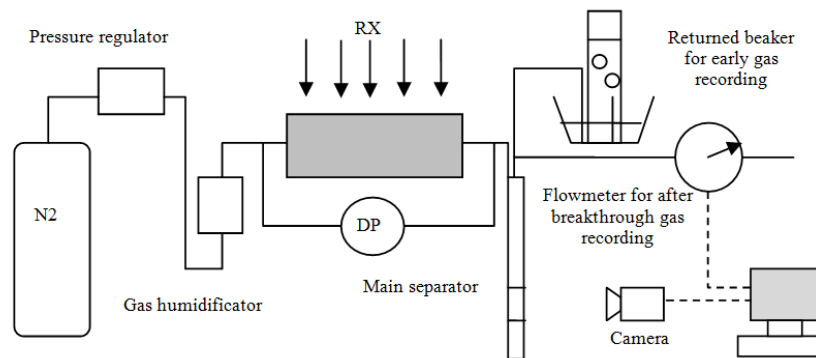 Pressure regulator
RX
Returned beaker
for early gas
recording
N2
DP
Flowmeter for after
breakthrough gas
recording
Gas humidificator
Main separator
Camera